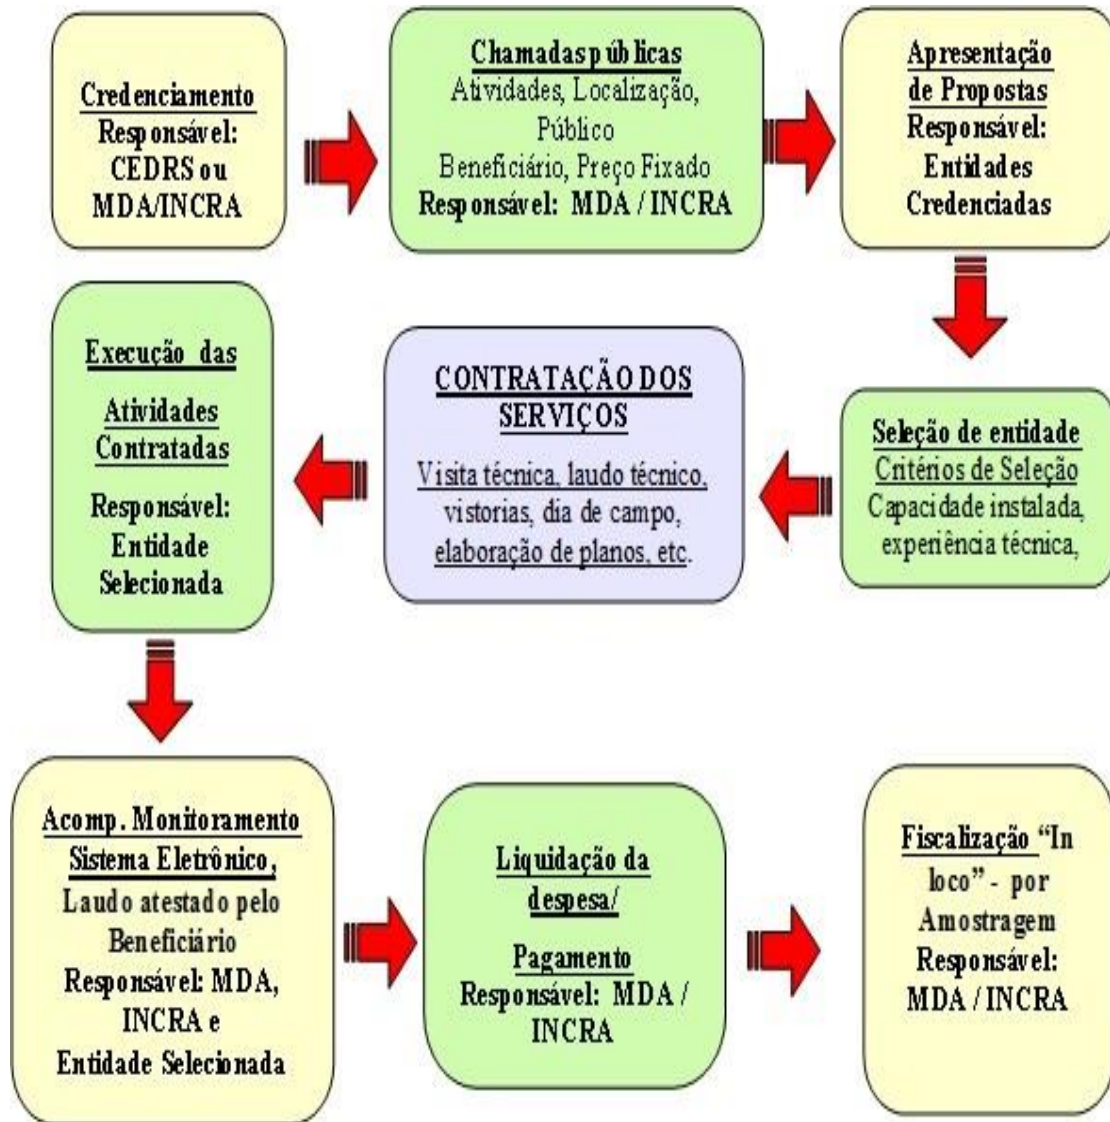 Credenciamento
Responsável:
CEDRS ou
MDA/INCRA
Chamadas públicas
Atividades, Localização,
Público
Beneficiário, Preço Fixado
Responsável: MDA / INCRA
Apresentação
de Propostas
Responsável:
Entidades
Credenciadas
Seleção de entidade
Critérios de Seleção
Capacidade instalada,
experiência técnica,
CONTRATAÇÃO DOS
SERVIÇOS
Visita técnica, laudo técnico,
vistorias, dia de campo,
elaboração de planos, etc.
Execução das
Atividades
Contratadas
Responsável:
Entidade
Selecionada
Acomp. Monitoramento
Sistema Eletrônico,
Laudo atestado pelo
Beneficiário
Responsável: MDA,
INCRA e
Entidade Selecionada
Liquidação da
despesa/
Pagamento
Responsável: MDA /
INCRA
Fiscalização “In
loco” - por
Amostragem
Responsável:
MDA / INCRA